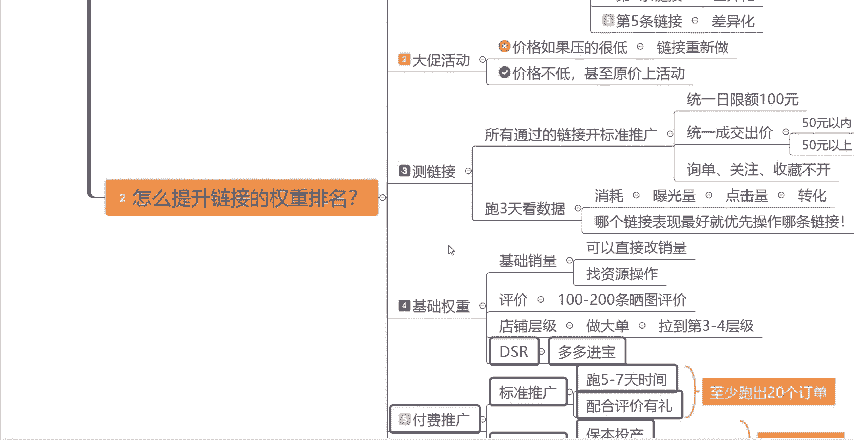 第5条链接 差异化
2 大促活动
价格如果压的很低 链接重新做
价格不低，甚至原价上活动
3 测链接
所有通过的链接开标准推广
统一日限额100元
统一成交出价
50元以内
50元以上
询单、关注、收藏不开
跑3天看数据
消耗 曝光量 点击量 转化
哪个链接表现最好就优先操作哪条链接！
2 怎么提升链接的权重排名？
4 基础权重
基础销量
可以直接改销量
找资源操作
评价 100-200条晒图评价
店铺层级 做大单 拉到第3-4层级
DSR 多多进宝
付费推广
标准推广
跑5-7天时间
配合评价有礼
至少跑出20个订单
保本投产